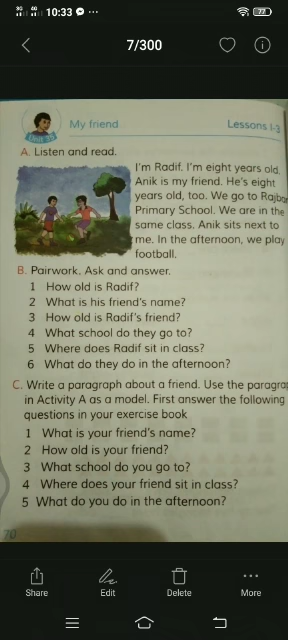 10:33
77
7/300
My friend
Lessons 1-3
A. Listen and read.
I'm Radif. I'm eight years old.
Anik is my friend. He's eight
years old, too. We go to
Primary School. We are in the
same class. Anik sits next to
me. In the afternoon, we play
football.
B. Pairwork. Ask and answer.
1 How old is Radif?
2 What is his friend's name?
3 How old is Radif's friend?
4 What school do they go to?
5 Where does Radif sit in class?
6 What do they do in the afternoon?
C. Write a paragraph about a friend. Use the
in Activity A as a model. First answer the following
questions in your exercise book
1 What is your friend's name?
2 How old is your friend?
3 What school do you go to?
4 Where does your friend sit in class?
5 What do you do in the afternoon?
70
Share
Edit
Delete
More